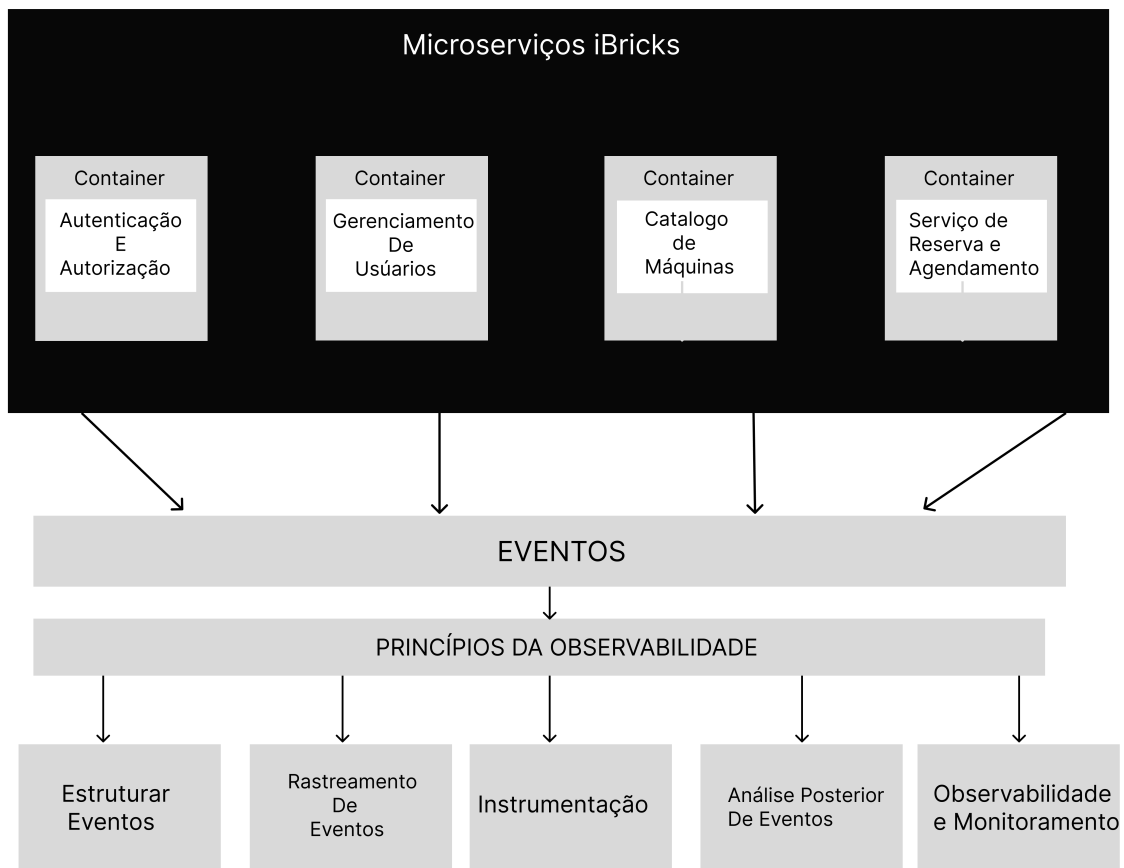 Microserviços iBricks
Container
Autenticação
E
Autorização
Container
Gerenciamento
De
Usúarios
Container
Catalogo
de
Máquinas
Container
Serviço de
Reserva e
Agendamento
EVENTOS
PRINCÍPIOS DA OBSERVABILIDADE
Estruturar
Eventos
Rastreamento
De
Eventos
Instrumentação
Análise Posterior
De Eventos
Observabilidade
e Monitoramento